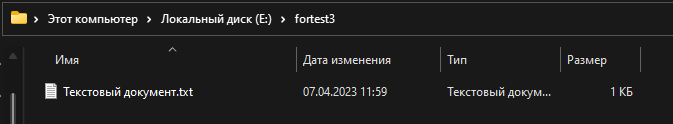 Этот компьютер > Локальный диск (E:) > fortest3
Имя Дата изменения Тип Размер
Текстовый документ.txt 07.04.2023 11:59 Текстовый докум... 1 КБ